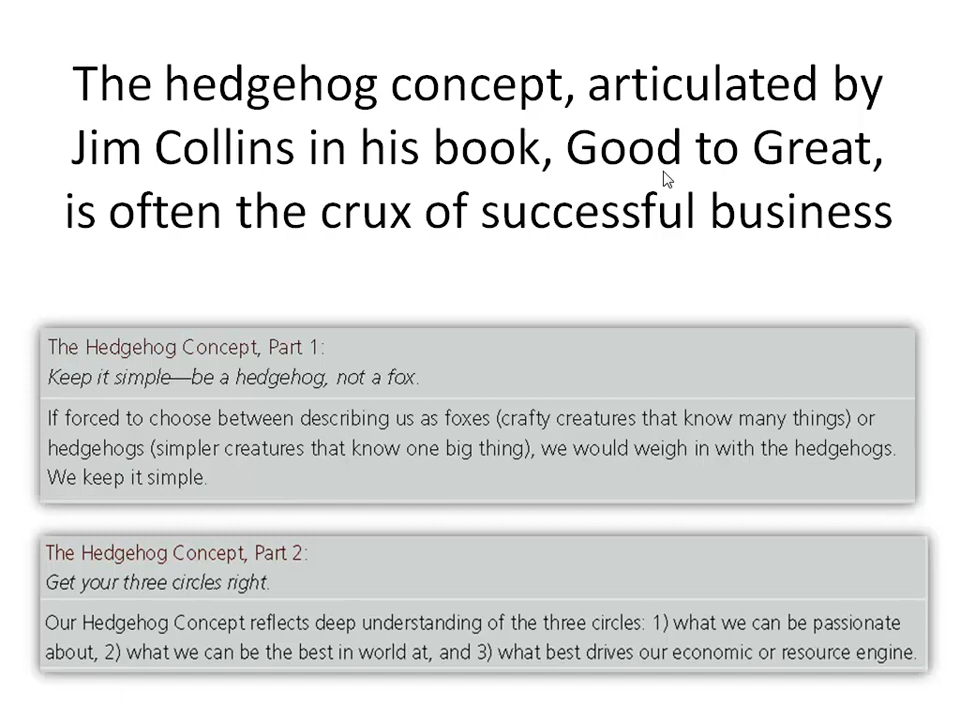 The hedgehog concept, articulated by
Jim Collins in his book, Good to Great,
is often the crux of successful business
The Hedgehog Concept, Part 1:
Keep it simple—be a hedgehog, not a fox.
If forced to choose between describing us as foxes (crafty creatures that know many things) or
hedgehogs (simpler creatures that know one big thing), we would weigh in with the hedgehogs.
We keep it simple.
The Hedgehog Concept, Part 2:
Get your three circles right.
Our Hedgehog Concept reflects deep understanding of the three circles: 1) what we can be passionate
about, 2) what we can be the best in world at, and 3) what best drives our economic or resource engine.